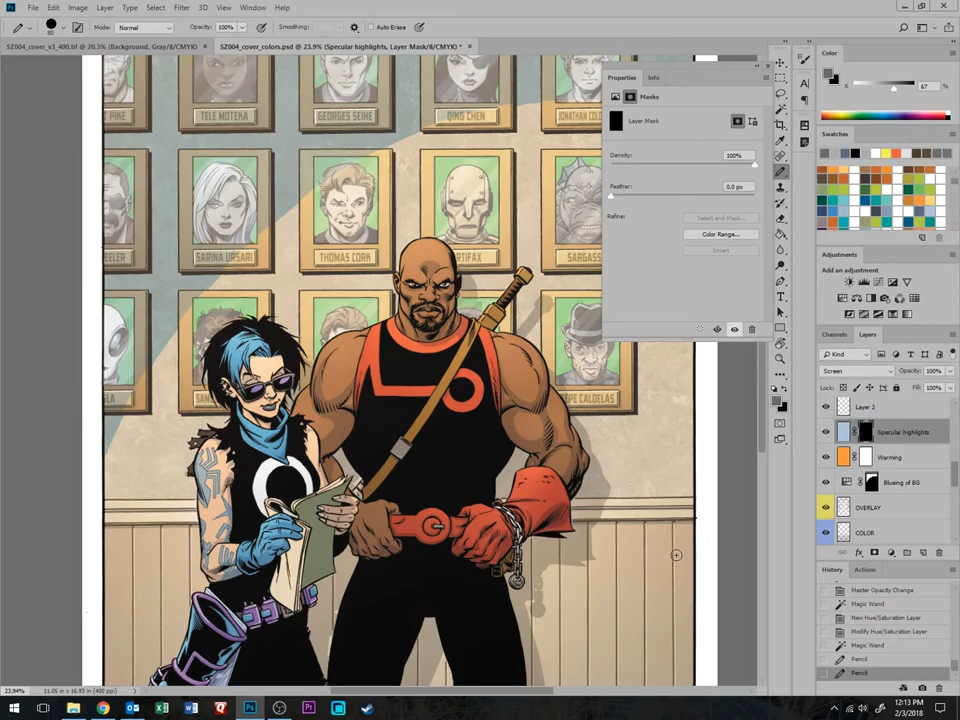 File Edit Image Layer Type Select Filter 3D View Window Help
80 Mode: Normal Opacity: 100% Smoothing: Auto Erase
SZ004_cover_v3_400.tif @ 20.3% (Background, Gray/8/CMYK) × SZ004_cover_colors.psd @ 23.9% (Specular highlights, Layer Mask/8/CMYK) * ×
Color
K 67 %
Swatches
Adjustments
Add an adjustment
Channels Layers
Kind
Screen Opacity: 100%
Lock: Fill: 100%
Layer 2
Specular highlights
Warming
Blueing of BG
OVERLAY
COLOR
History Actions
Master Opacity Change
Magic Wand
New Hue/Saturation Layer
Modify Hue/Saturation Layer
Magic Wand
Pencil
Pencil
Properties Info
Masks
Layer Mask
Density: 100%
Feather: 0.0 px
Refine: Select and Mask...
Color Range...
Invert
T PIKE TELE MOTEKA GEORGES SEINE QING CHEN JONATHAN COL
EELER SARINA URSARI THOMAS CORK ARTIFAX SARGASS
LA SAM PE CALDELAS
23.94% 11.05 in x 16.93 in (400 ppi)
12:13 PM
2/3/2018